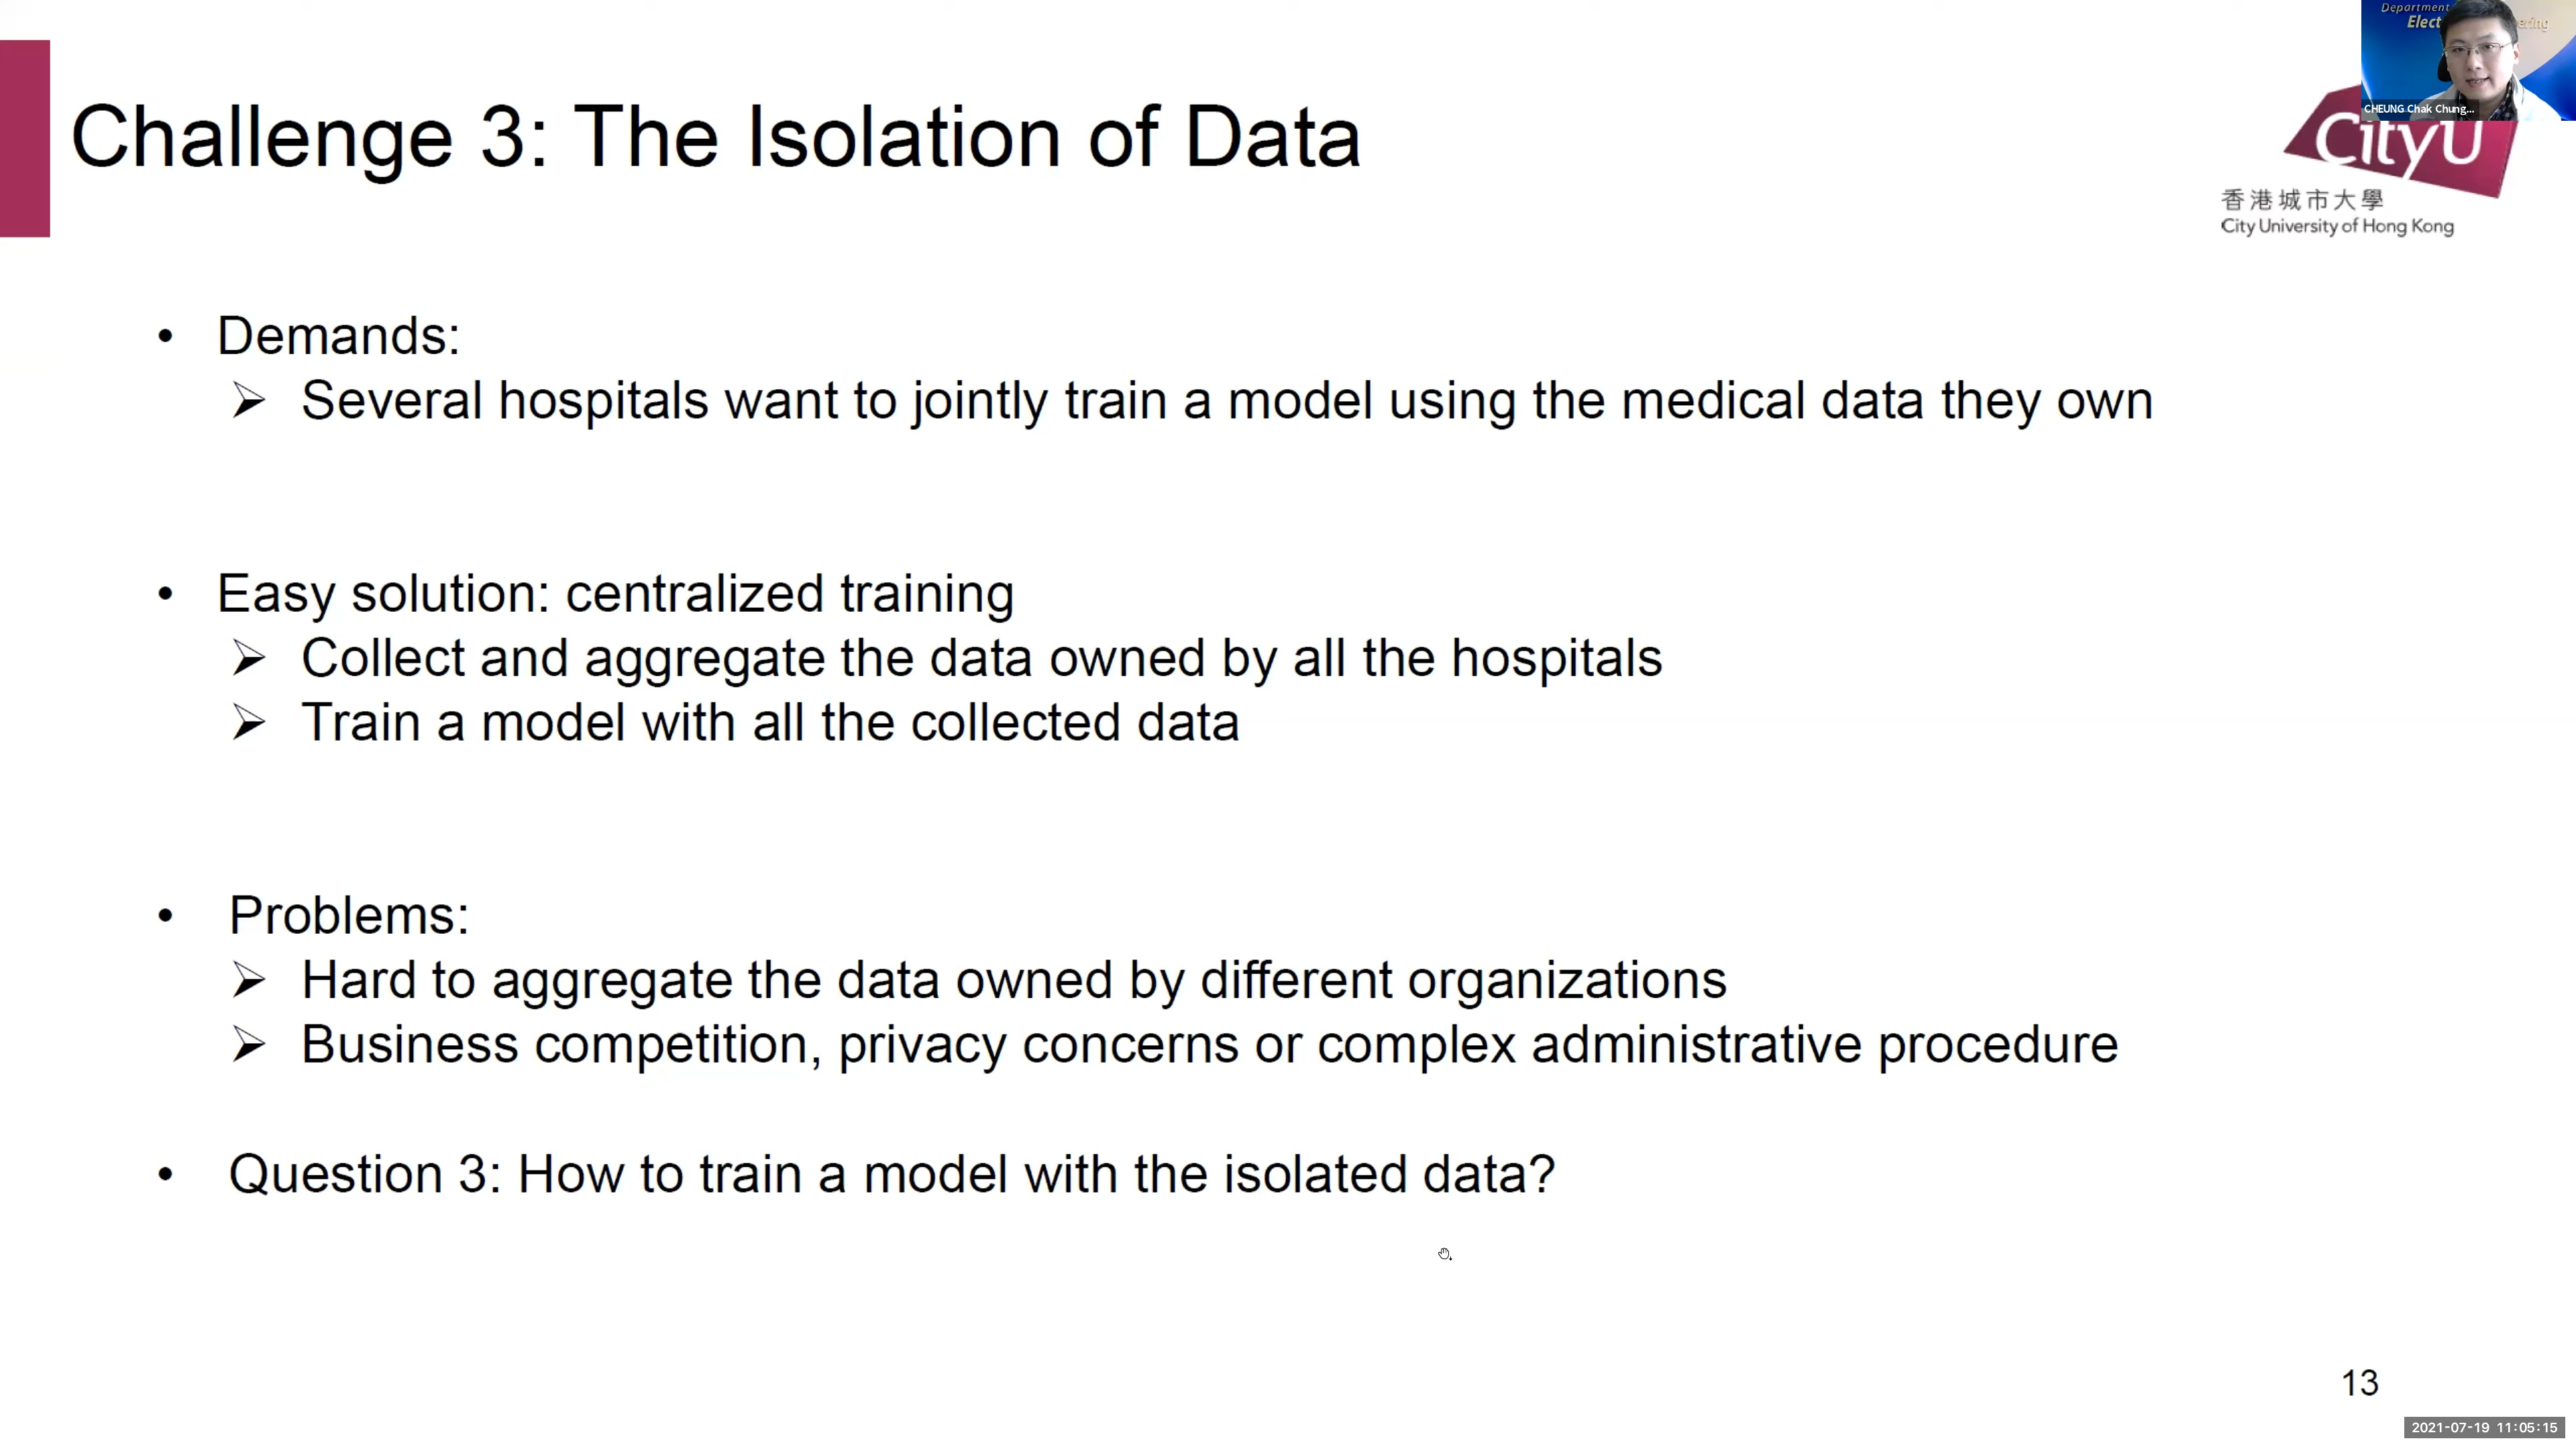 Department
Elect
ering
CHEUNG Chak Chung...
Challenge 3: The Isolation of Data
CityU
香港城市大學
City University of Hong Kong
• Demands:
➢ Several hospitals want to jointly train a model using the medical data they own
• Easy solution: centralized training
➢ Collect and aggregate the data owned by all the hospitals
➢ Train a model with all the collected data
• Problems:
➢ Hard to aggregate the data owned by different organizations
➢ Business competition, privacy concerns or complex administrative procedure
• Question 3: How to train a model with the isolated data?
13
2021-07-19 11:05:15